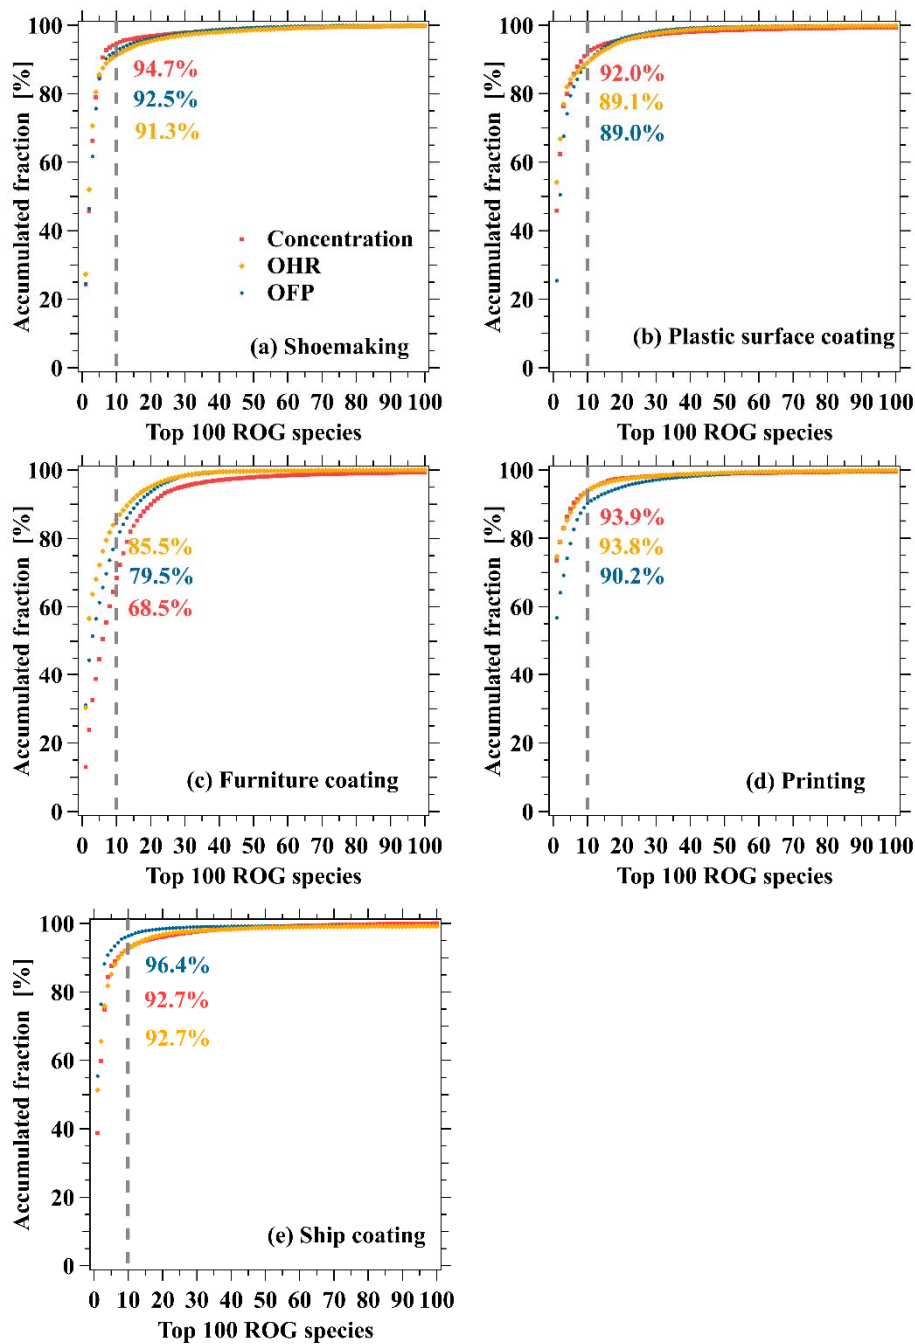 Accumulated fraction [%]
100
80
60
40
20
0
94.7%
92.5%
91.3%
Concentration
OHR
OFP
(a) Shoemaking
0 10 20 30 40 50 60 70 80 90 100
Top 100 ROG species
Accumulated fraction [%]
100
80
60
40
20
0
92.0%
89.1%
89.0%
(b) Plastic surface coating
0 10 20 30 40 50 60 70 80 90 100
Top 100 ROG species
Accumulated fraction [%]
100
80
60
40
20
0
85.5%
79.5%
68.5%
(c) Furniture coating
0 10 20 30 40 50 60 70 80 90 100
Top 100 ROG species
Accumulated fraction [%]
100
80
60
40
20
0
93.9%
93.8%
90.2%
(d) Printing
0 10 20 30 40 50 60 70 80 90 100
Top 100 ROG species
Accumulated fraction [%]
100
80
60
40
20
0
96.4%
92.7%
92.7%
(e) Ship coating
0 10 20 30 40 50 60 70 80 90 100
Top 100 ROG species